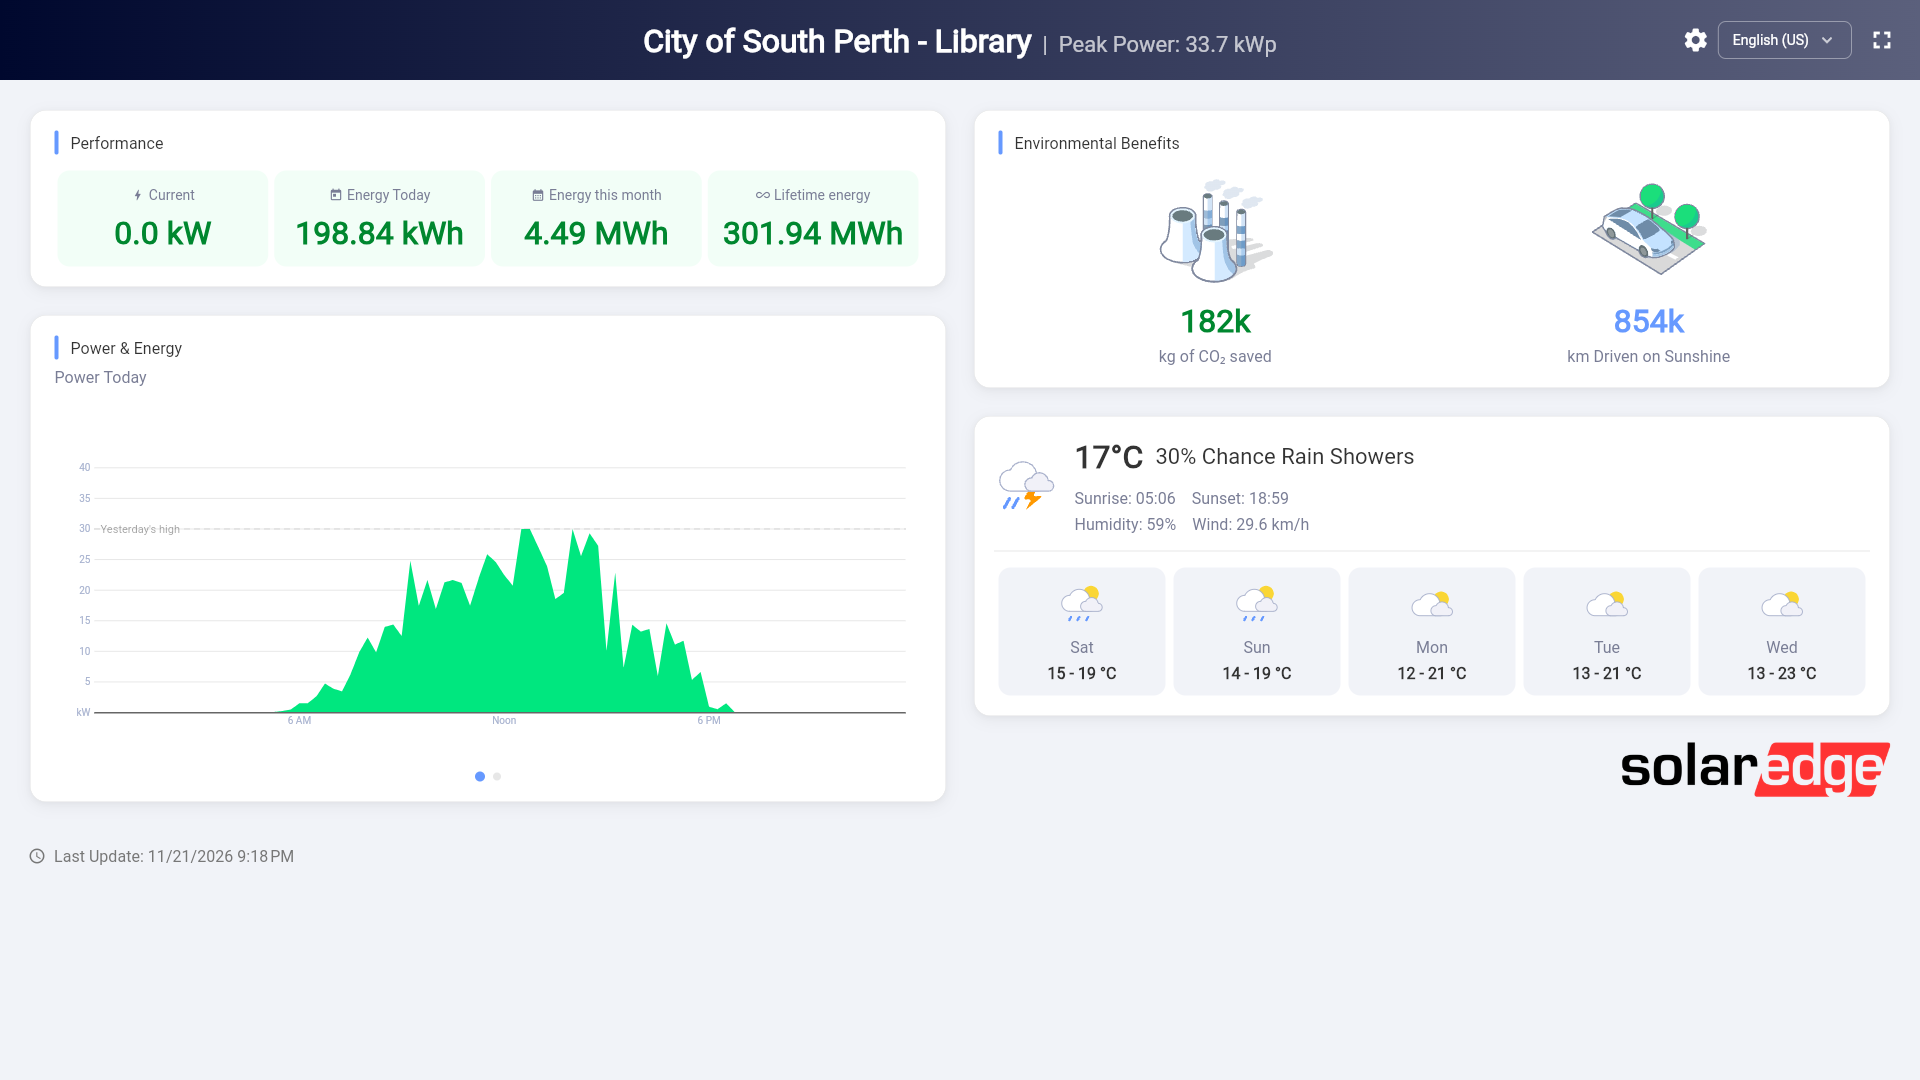 City of South Perth - Library | Peak Power: 33.7 kWp
English (US)
Performance
Current
0.0 kW
Energy Today
198.84 kWh
Energy this month
4.49 MWh
Lifetime energy
301.94 MWh
Power & Energy
Power Today
40
35
30
Yesterday's high
25
20
15
10
5
kW
6 AM
Noon
6 PM
Environmental Benefits
182k
kg of CO₂ saved
854k
km Driven on Sunshine
17°C 30% Chance Rain Showers
Sunrise: 05:06 Sunset: 18:59
Humidity: 59% Wind: 29.6 km/h
Sat
15 - 19 °C
Sun
14 - 19 °C
Mon
12 - 21 °C
Tue
13 - 21 °C
Wed
13 - 23 °C
solaredge
Last Update: 11/21/2026 9:18 PM